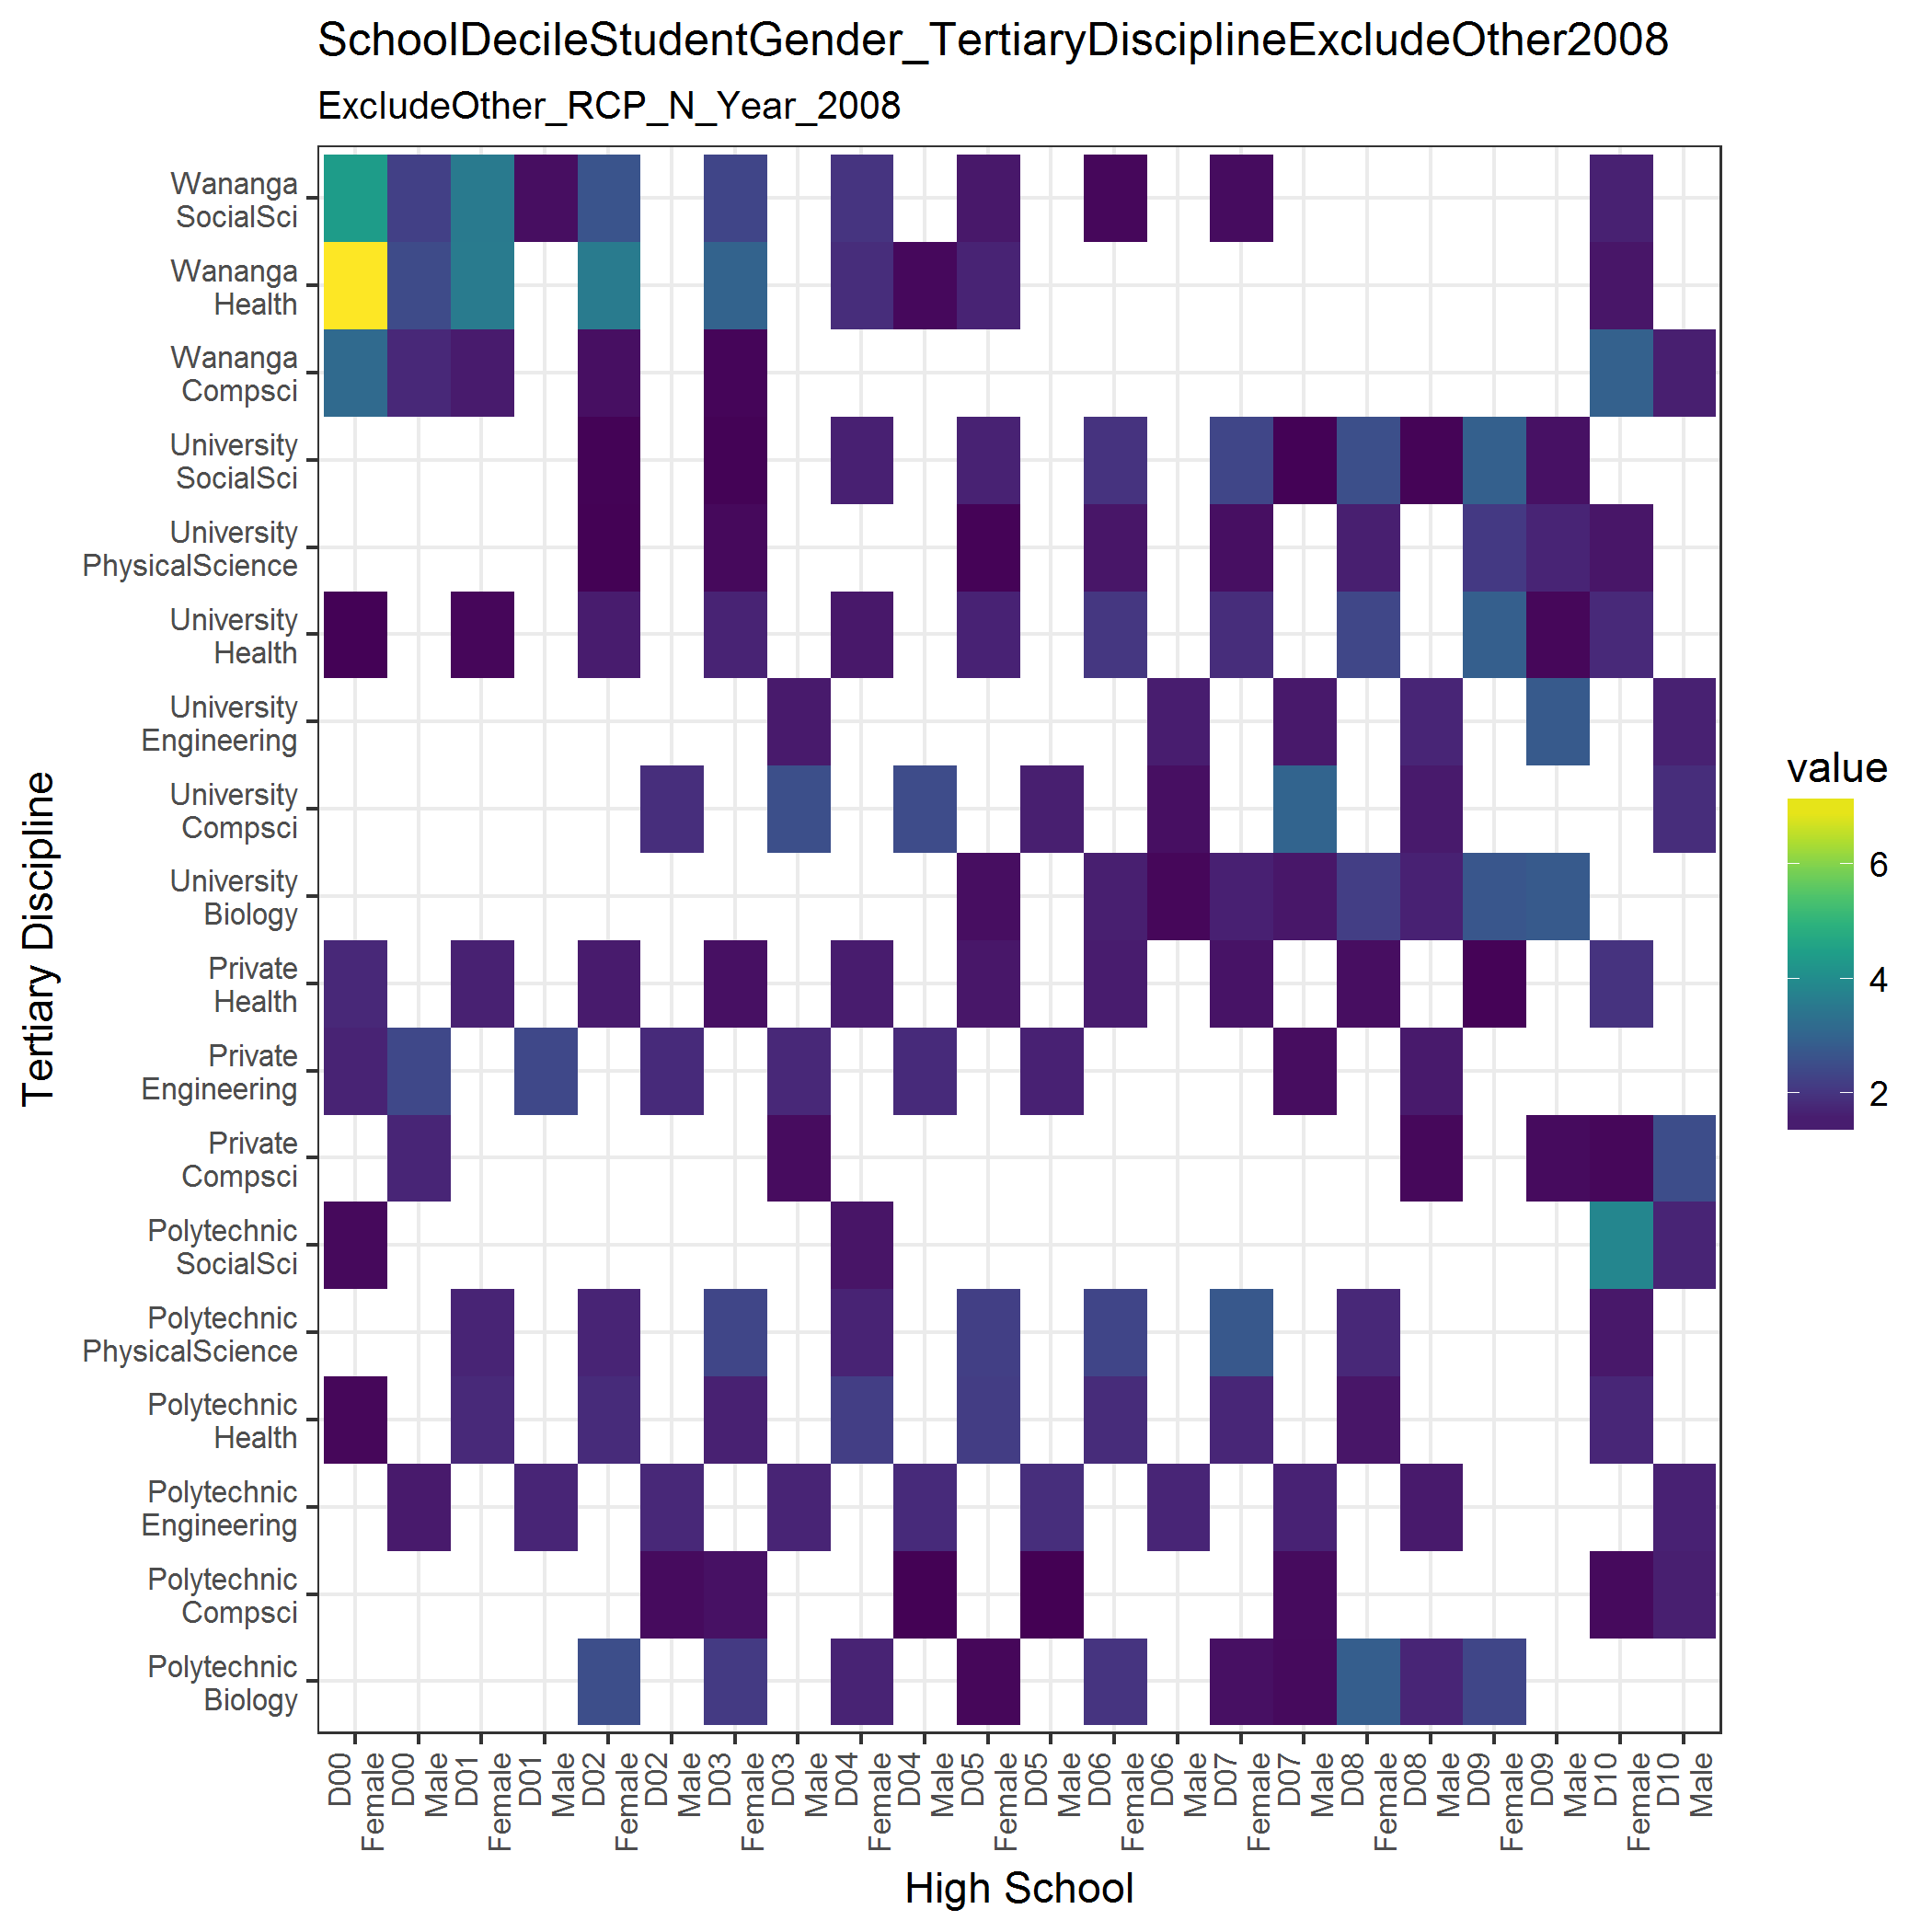 SchoolDecileStudentGender_TertiaryDisciplineExcludeOther2008
ExcludeOther_RCP_N_Year_2008
Tertiary Discipline
Wananga
SocialSci
Wananga
Health
Wananga
Compsci
University
SocialSci
University
PhysicalScience
University
Health
University
Engineering
University
Compsci
University
Biology
Private
Health
Private
Engineering
Private
Compsci
Polytechnic
SocialSci
Polytechnic
PhysicalScience
Polytechnic
Health
Polytechnic
Engineering
Polytechnic
Compsci
Polytechnic
Biology
D00
Female
D00
Male
D01
Female
D01
Male
D02
Female
D02
Male
D03
Female
D03
Male
D04
Female
D04
Male
D05
Female
D05
Male
D06
Female
D06
Male
D07
Female
D07
Male
D08
Female
D08
Male
D09
Female
D09
Male
D10
Female
D10
Male
High School
value
6
4
2